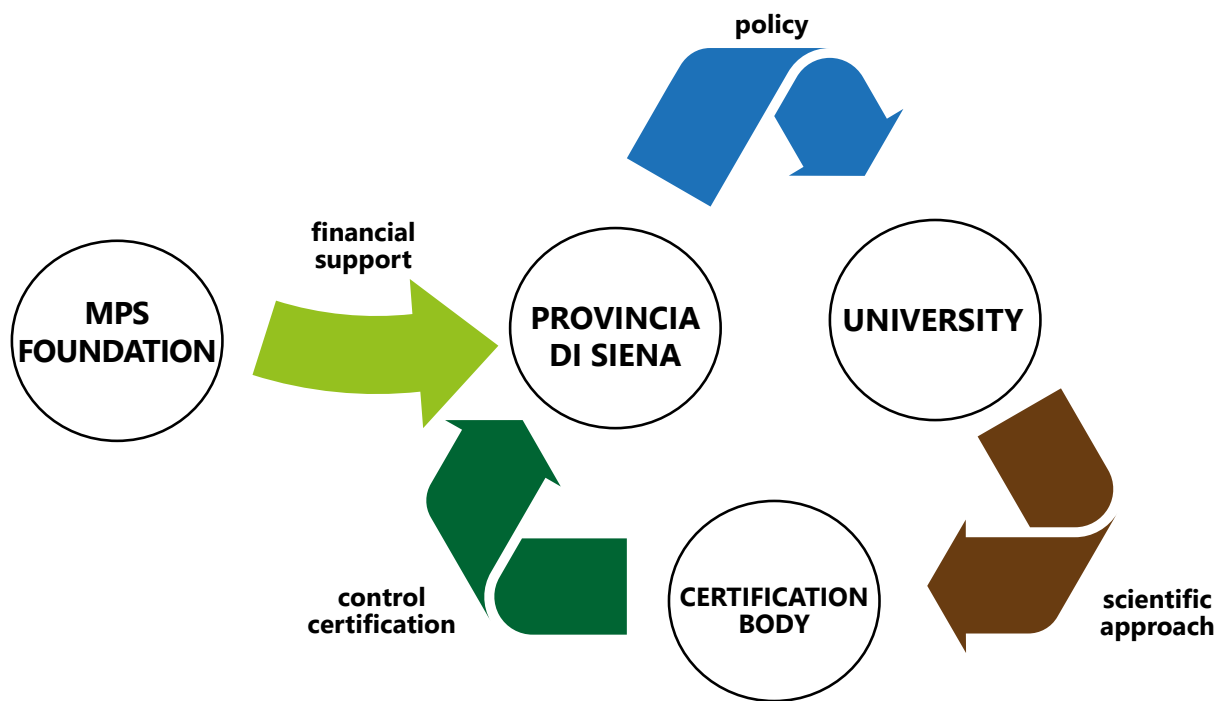 policy
financial
support
MPS
FOUNDATION
PROVINCIA
DI SIENA
UNIVERSITY
control
certification
CERTIFICATION
BODY
scientific
approach